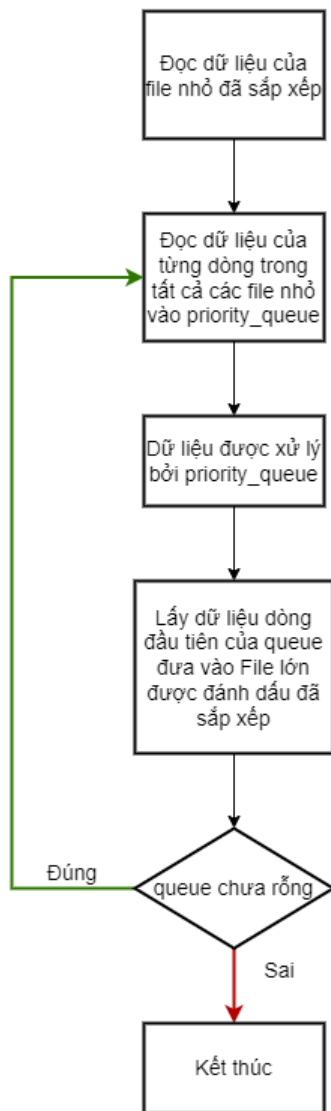 Đọc dữ liệu của
file nhỏ đã sắp xếp
Đọc dữ liệu của
từng dòng trong
tất cả các file nhỏ
vào priority_queue
Dữ liệu được xử lý
bởi priority_queue
Lấy dữ liệu dòng
đầu tiên của queue
đưa vào File lớn
được đánh dấu đã
sắp xếp
Đúng
queue chưa rỗng
Sai
Kết thúc